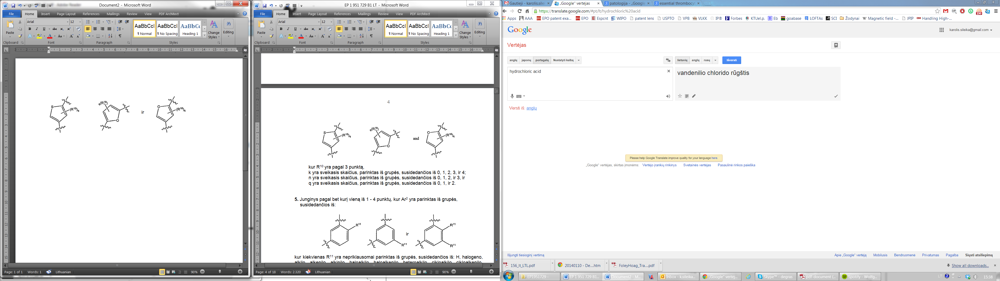 Document2 - Microsoft Word
File Home Insert Page Layout References Mailings Review View PDF Architect
Arial 12
Paste
AaBbCcI AaBbCcI AaBbCc
¶ Normal ¶ No Spacing Heading 1
Change Styles
Editing
Clipboard Font Paragraph Styles
S (R10)q
q(R10) O
ir
O (R10)q
Page: 1 of 1 Words: 1 Lithuanian 90%
EP 1 951 729 B1 LT - Microsoft Word
File Home Insert Page Layout References Mailings Review View PDF Architect
Arial 12
Paste
AaBbCcI AaBbCcI AaBbCc
¶ Normal ¶ No Spacing Heading 1
Change Styles
Editing
Clipboard Font Paragraph Styles
4
S (R10)q
q(R10) O
and
O (R10)q
kur R10 yra pagal 3 punktą,
k yra sveikasis skaičius, parinktas iš grupės, susidedančios iš 0, 1, 2, 3, ir 4;
n yra sveikasis skaičius, parinktas iš grupės, susidedančios iš 0, 1, 2, ir 3, ir
q yra sveikasis skaičius, parinktas iš grupės, susidedančios iš 0, 1, ir 2.
5. Junginys pagal bet kurį vieną iš 1 - 4 punktų, kur Ar2 yra parinktas iš grupės,
susidedančios iš:
R11
R11
ir
R11
R11
kur kiekvienas R11 yra nepriklausomai parinktas iš grupės, susidedančios iš: H, halogeno,
alkilo, alkenilo, alkinilo, haloalkilo, haloalkenilo, heteroalkilo, cikloalkilo, cikloalkenilo,
Page: 4 of 18 Words: 2.320 Lithuanian 90%
Gautieji - karolis.silei „Google“ vertėjas patologija - „Google essential thrombocyt
https://translate.google.com/#pt/lt/hydrochloric%20acid
Apps AAA EPO patent exa... EPO Espcnt WIPO patent lens USPTO VPB VLKK IP® Forbes KTUel.p. Eb goabase LOFTAs SCI Žodynai Magnetic field -... JPIP Handling High-...
Google
karolis.sileika@gmail.com
Vertėjas
anglų japonų portugalų Nustatyti kalbą
lietuvių anglų rusų Išversti
hydrochloric acid
vandenilio chlorido rūgštis
Versti iš: anglų
Please help Google Translate improve quality for your language here.
„Google“ vertėjas, skirtas įmonėms: Vertėjo įrankių rinkinys Svetainės vertėjas Pasaulinė rinkos paieška
Išjungti tiesioginį vertimą
Apie „Google“ vertėją Mobilusis Bendruomenė Privatumas Pagalba Siųsti atsiliepimą
156_lt_LTL.pdf 20140110 - De....htm FoleyHoag_Tra....pdf Show all downloads...
EP1951729 - EP 1 951 729 B1... Document2 - M... Inbox - k.sileika... „Google“ vertėj... Skype™ - degras pdf-document (... Spotify - Wolfg... LT 15:38